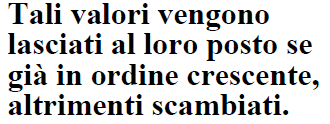 Tali valori vengono
lasciati al loro posto se
già in ordine crescente,
altrimenti scambiati.